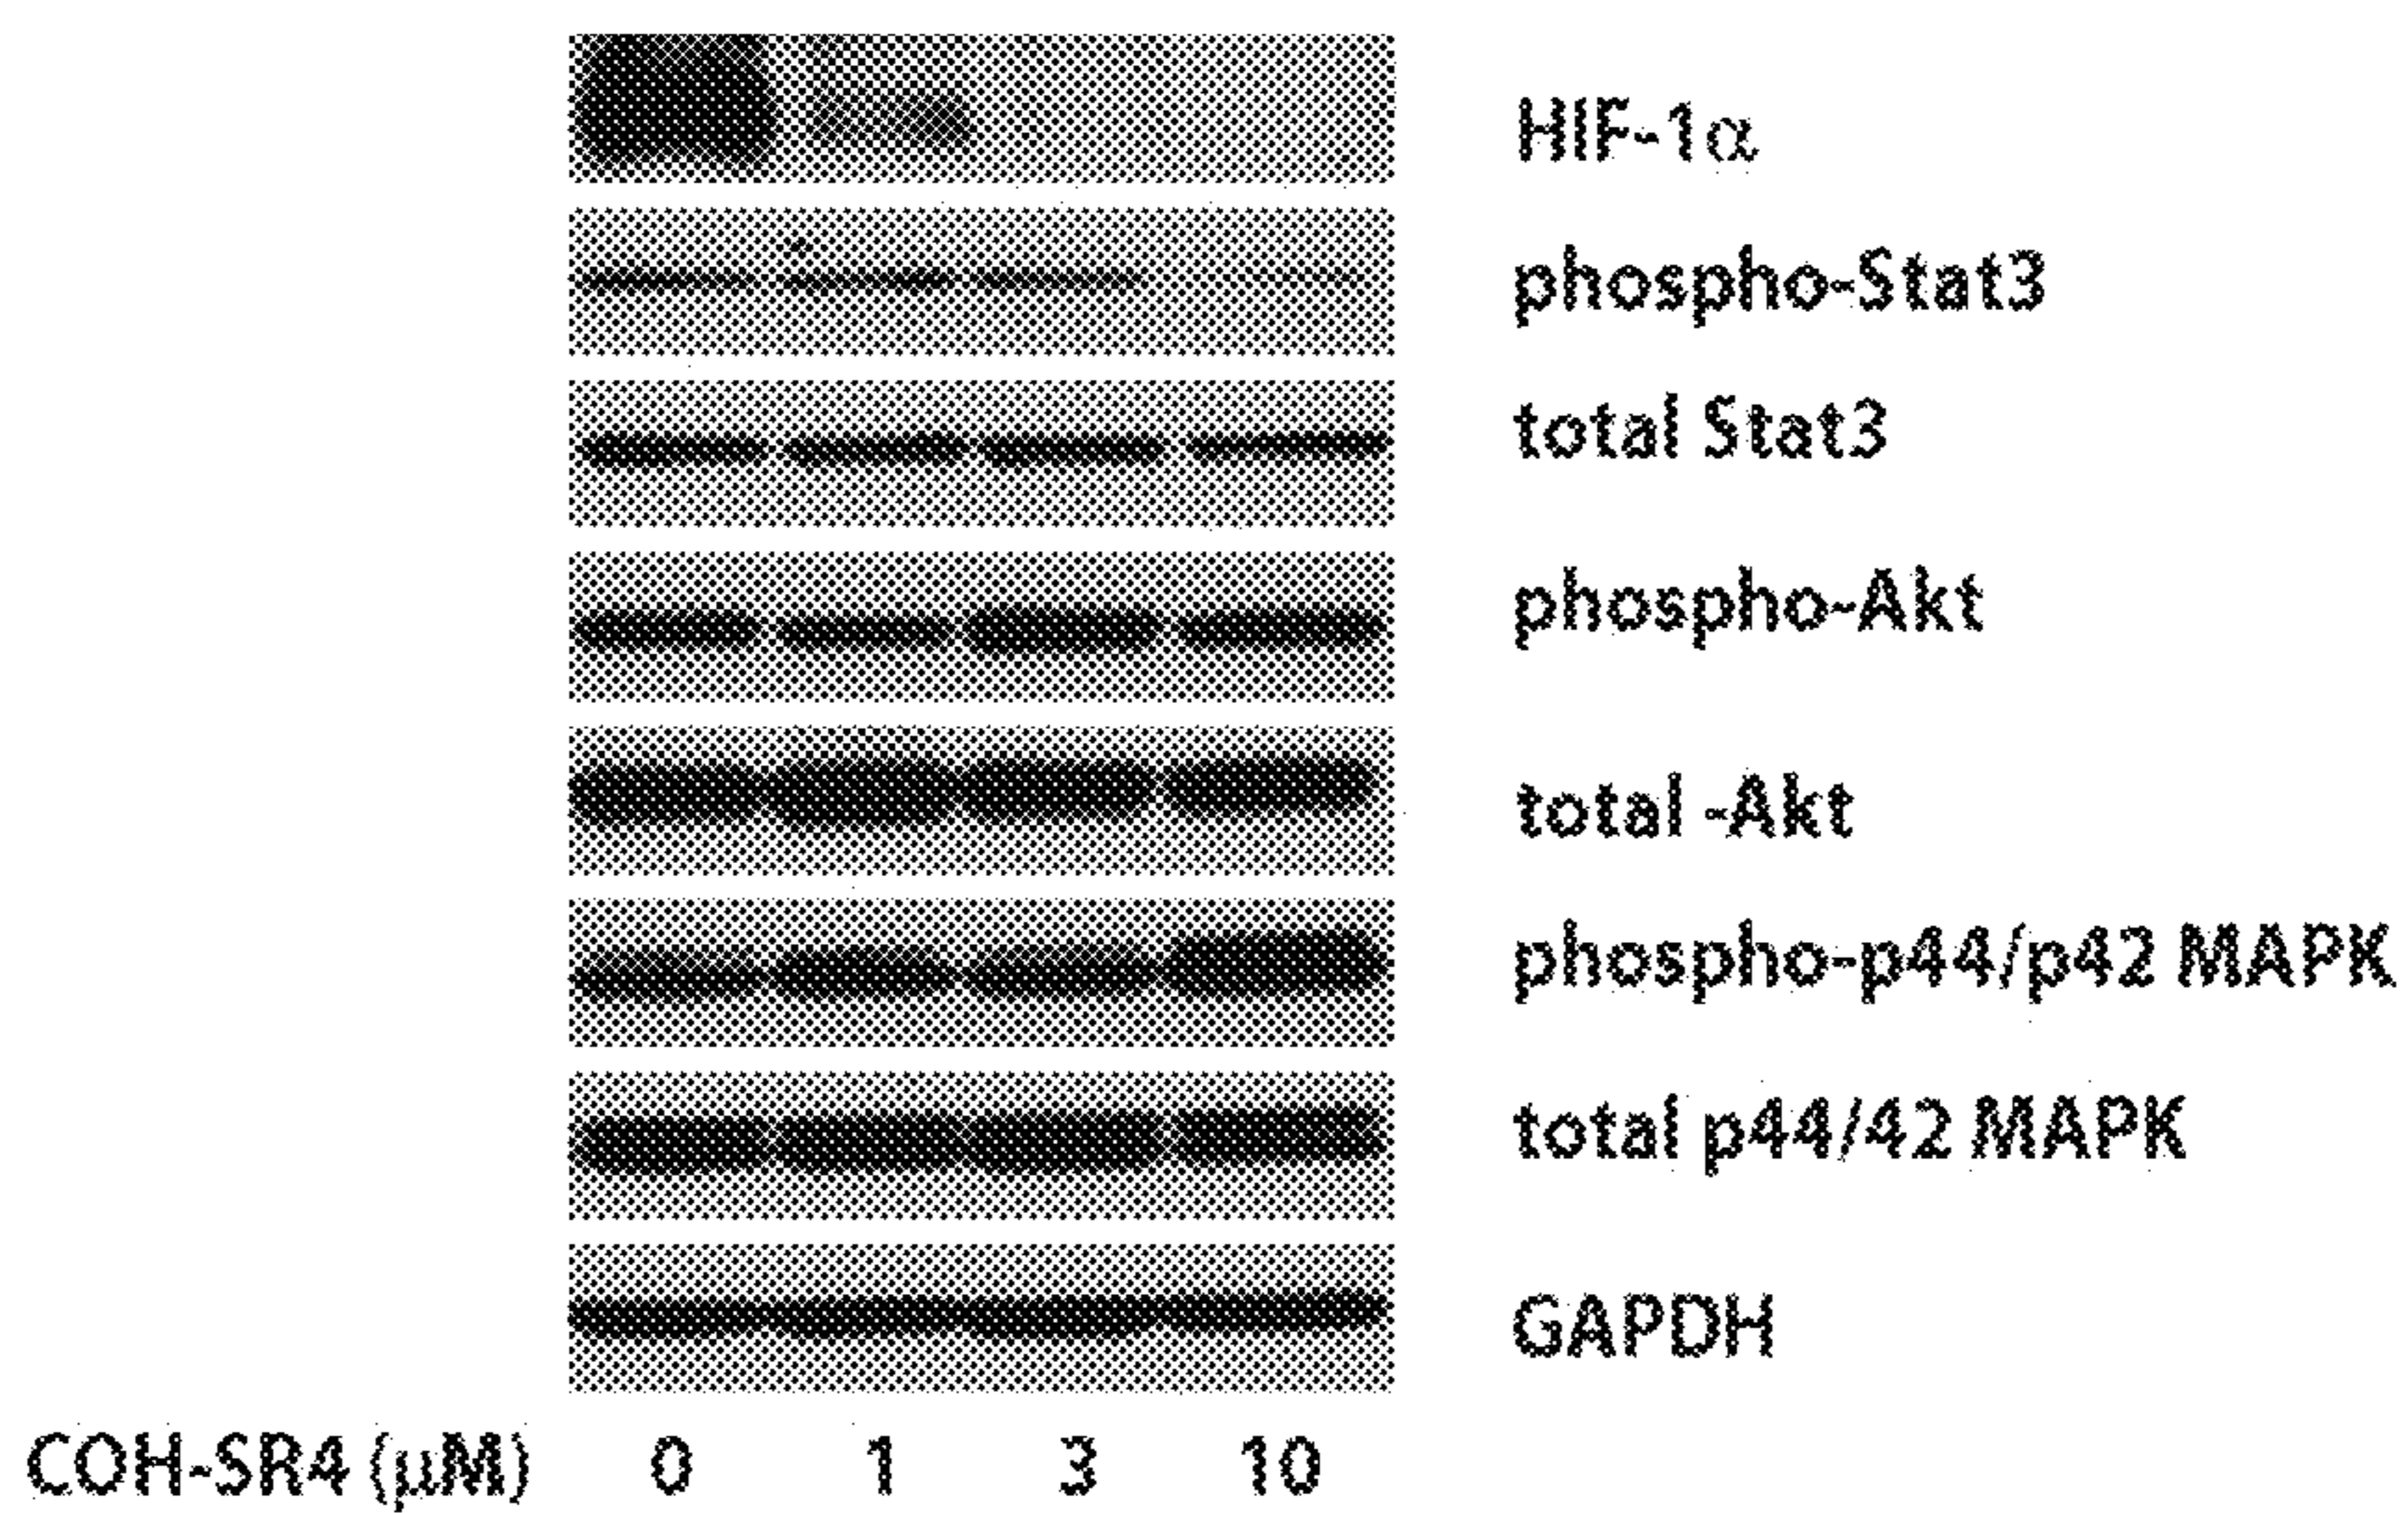 HIF-1α
phospho-Stat3
total Stat3
phospho-Akt
total -Akt
phospho-p44/p42 MAPK
total p44/42 MAPK
GAPDH
COH-SR4 (μM) 0 1 3 10